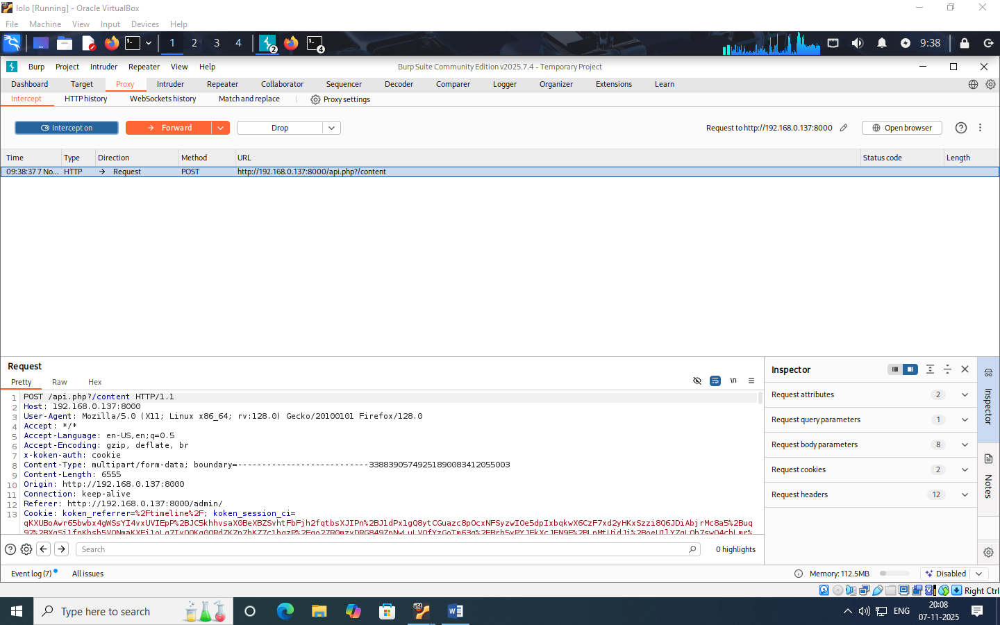 lolo [Running] - Oracle VirtualBox
File Machine View Input Devices Help
1 2 3 4 2 4 9:38
Burp Project Intruder Repeater View Help Burp Suite Community Edition v2025.7.4 - Temporary Project
Dashboard Target Proxy Intruder Repeater Collaborator Sequencer Decoder Comparer Logger Organizer Extensions Learn
Intercept HTTP history WebSockets history Match and replace Proxy settings
Intercept on Forward Drop Request to http://192.168.0.137:8000 Open browser
Time Type Direction Method URL Status code Length
09:38:37 7 No... HTTP Request POST http://192.168.0.137:8000/api.php?/content
Request
Pretty Raw Hex \n
1 POST /api.php?/content HTTP/1.1
2 Host: 192.168.0.137:8000
3 User-Agent: Mozilla/5.0 (X11; Linux x86_64; rv:128.0) Gecko/20100101 Firefox/128.0
4 Accept: */*
5 Accept-Language: en-US,en;q=0.5
6 Accept-Encoding: gzip, deflate, br
7 x-koken-auth: cookie
8 Content-Type: multipart/form-data; boundary=---------------------------33883905749251890083412055003
9 Content-Length: 6555
10 Origin: http://192.168.0.137:8000
11 Connection: keep-alive
12 Referer: http://192.168.0.137:8000/admin/
13 Cookie: koken_referrer=%2Ftimeline%2F; koken_session_ci=
Inspector
Request attributes 2
Request query parameters 1
Request body parameters 8
Request cookies 2
Request headers 12
Inspector
Notes
Search 0 highlights
Event log (7) All issues Memory: 112.5MB Disabled
Right Ctrl
Type here to search ENG 20:08
07-11-2025